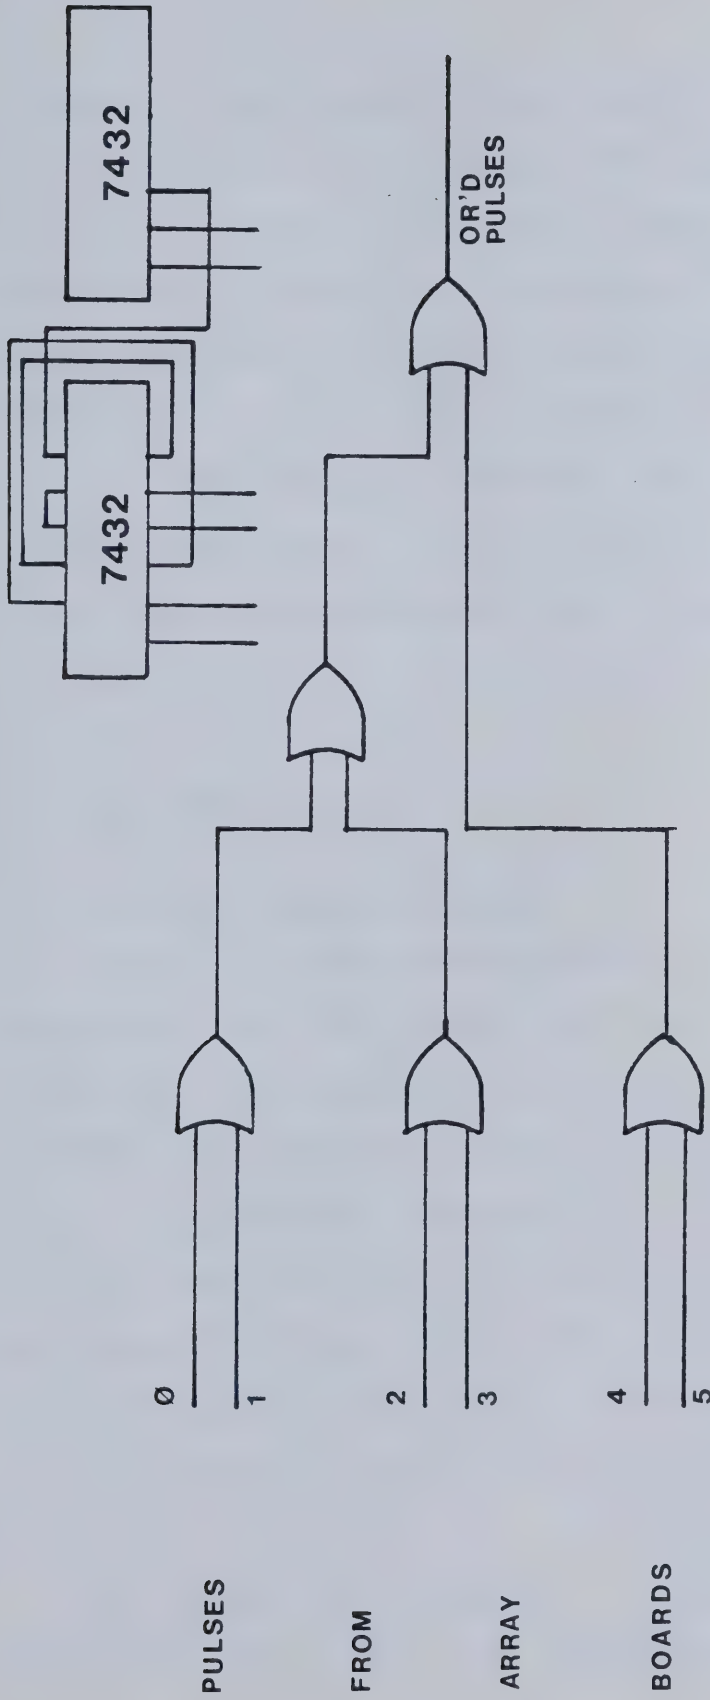 7432
7432
PULSES
FROM
ARRAY
BOARDS
Ø
1
2
3
4
5
OR'D
PULSES